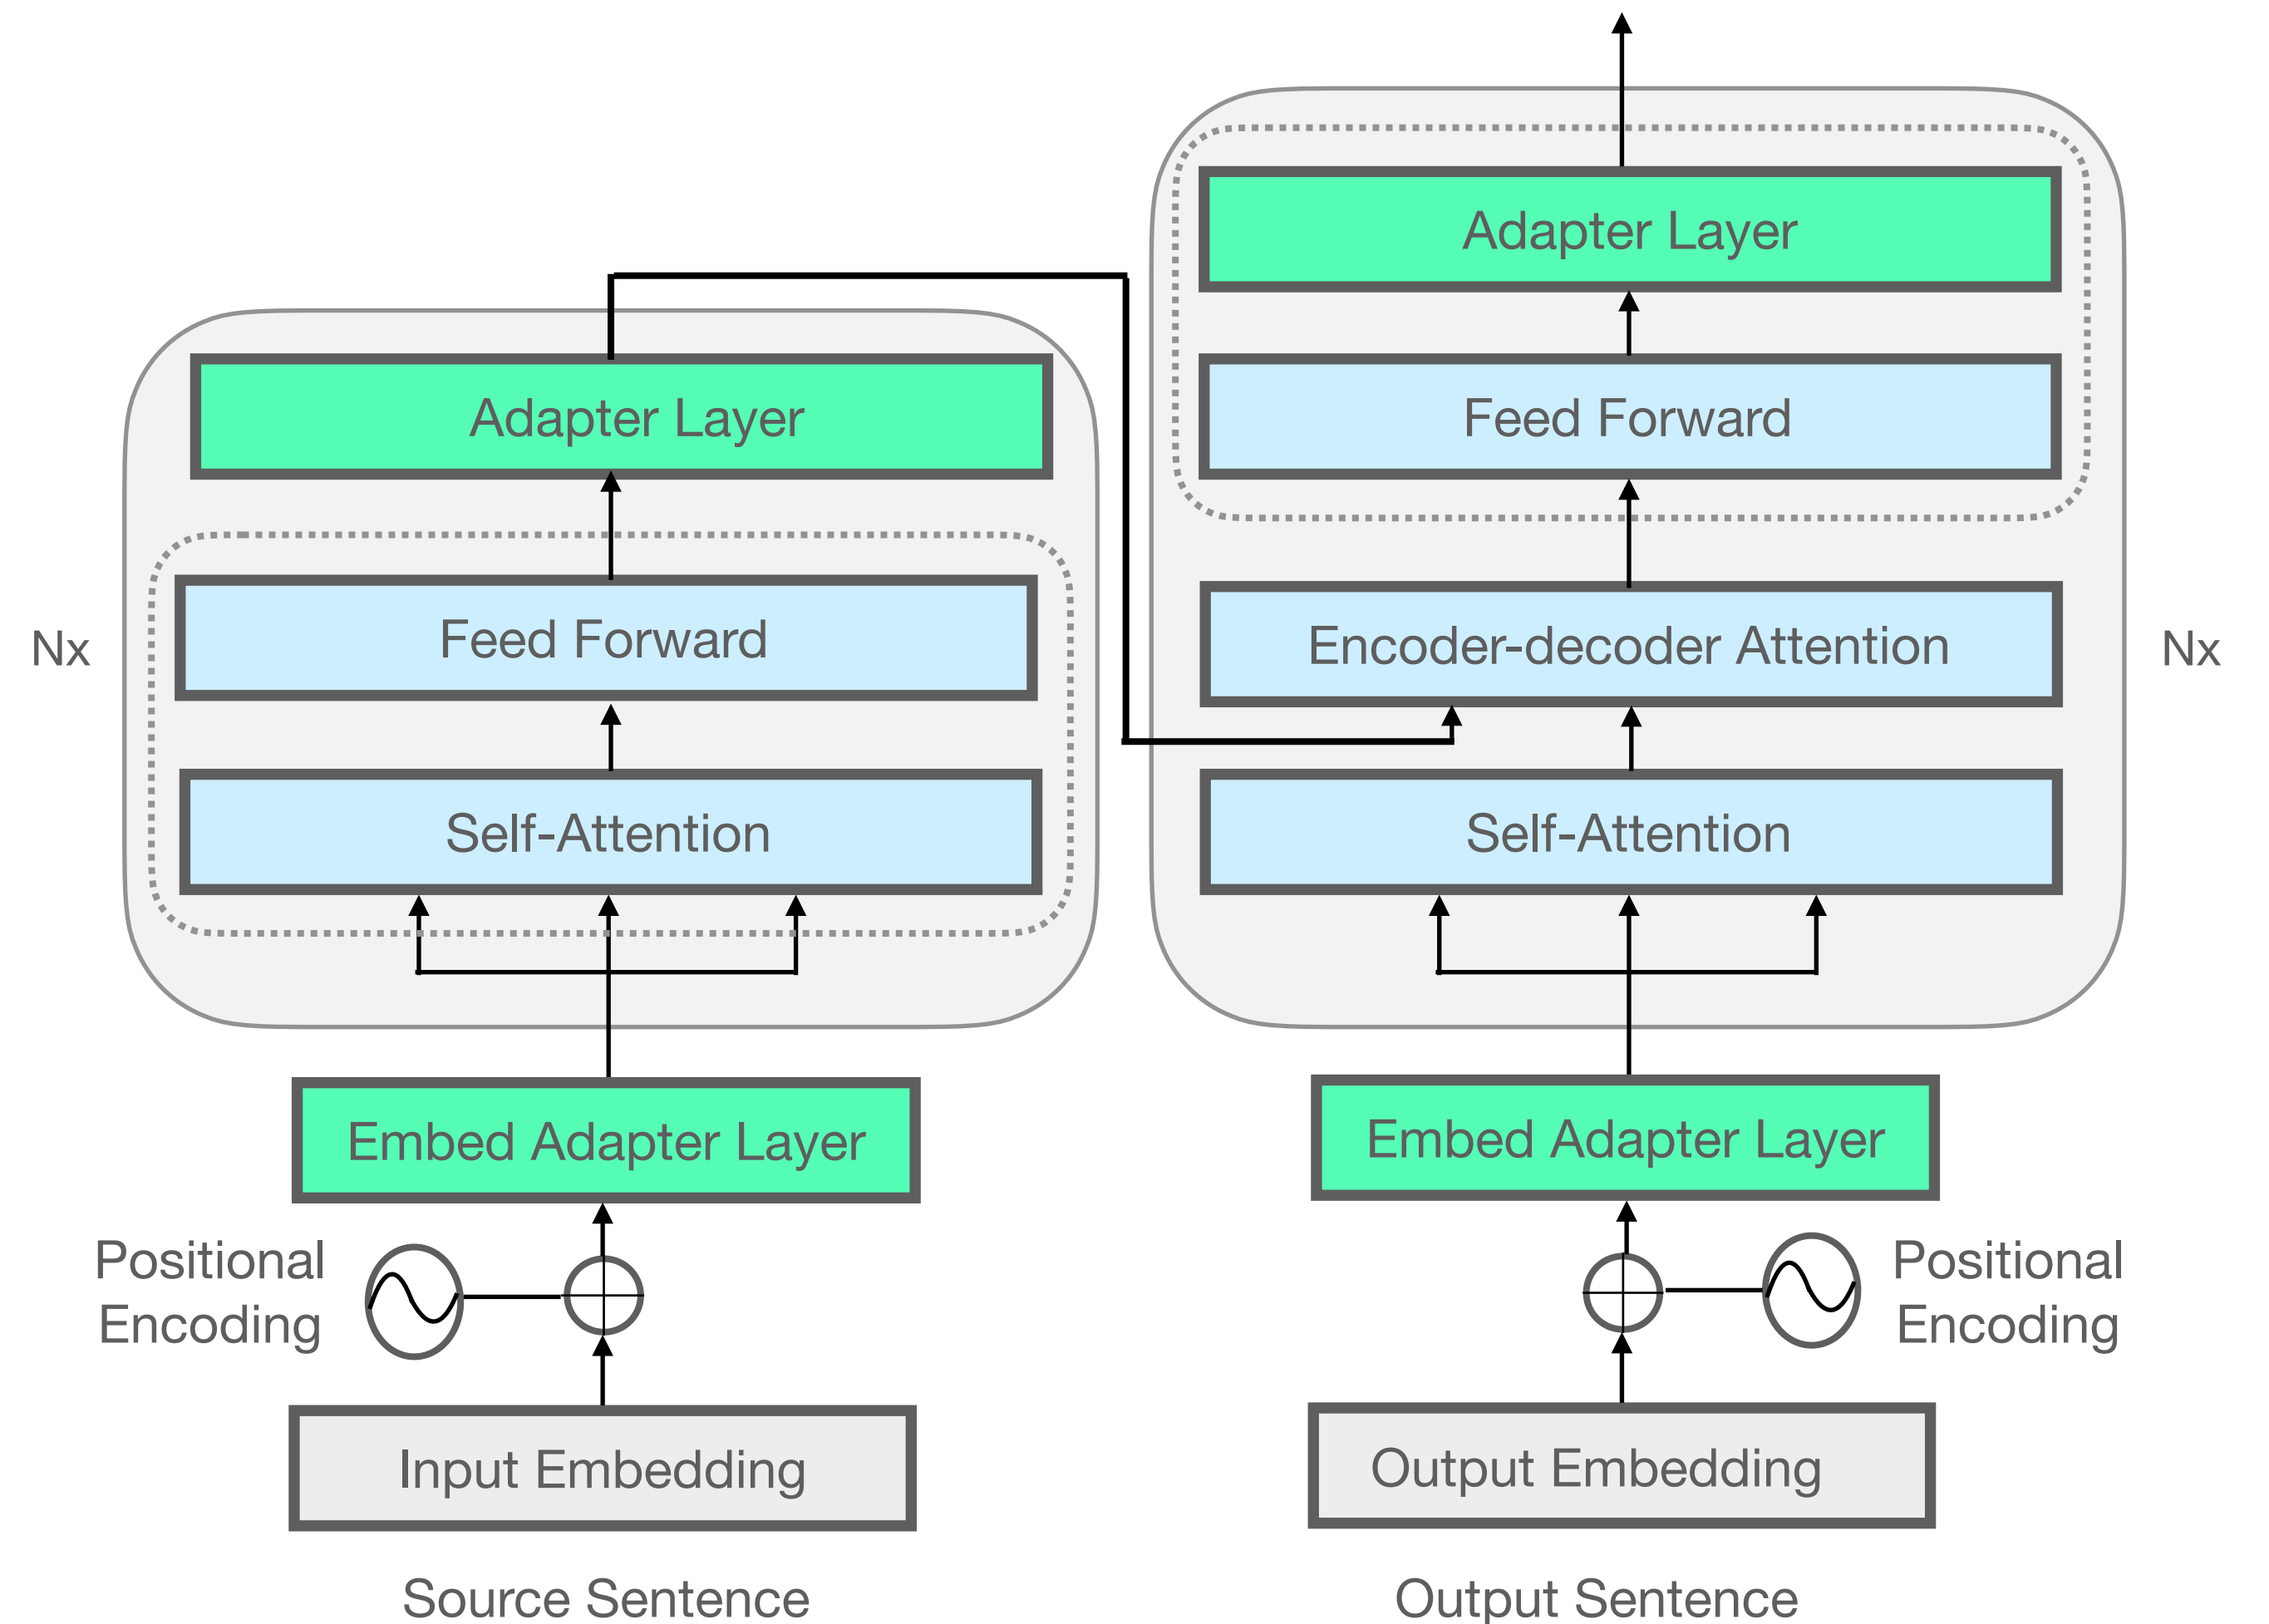 Adapter Layer
Feed Forward
Self-Attention
Nx
Embed Adapter Layer
Positional
Encoding
Input Embedding
Source Sentence
Adapter Layer
Feed Forward
Encoder-decoder Attention
Self-Attention
Nx
Embed Adapter Layer
Positional
Encoding
Output Embedding
Output Sentence